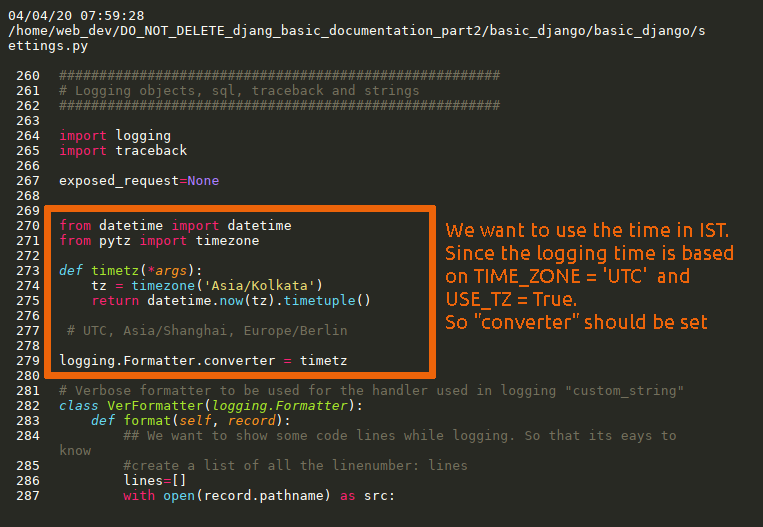 04/04/20 07:59:28
/home/web_dev/DO_NOT_DELETE_djang_basic_documentation_part2/basic_django/basic_django/s
ettings.py
260 #######################################################
261 # Logging objects, sql, traceback and strings
262 #######################################################
263
264 import logging
265 import traceback
266
267 exposed_request=None
268
269
270 from datetime import datetime
271 from pytz import timezone
272
273 def timetz(*args):
274     tz = timezone('Asia/Kolkata')
275     return datetime.now(tz).timetuple()
276
277  # UTC, Asia/Shanghai, Europe/Berlin
278
279 logging.Formatter.converter = timetz
280
We want to use the time in IST.
Since the logging time is based
on TIME_ZONE = 'UTC' and
USE_TZ = True.
So "converter" should be set
281 # Verbose formatter to be used for the handler used in logging "custom_string"
282 class VerFormatter(logging.Formatter):
283     def format(self, record):
284         ## We want to show some code lines while logging. So that its eays to
know
285         #create a list of all the linenumber: lines
286         lines=[]
287         with open(record.pathname) as src: